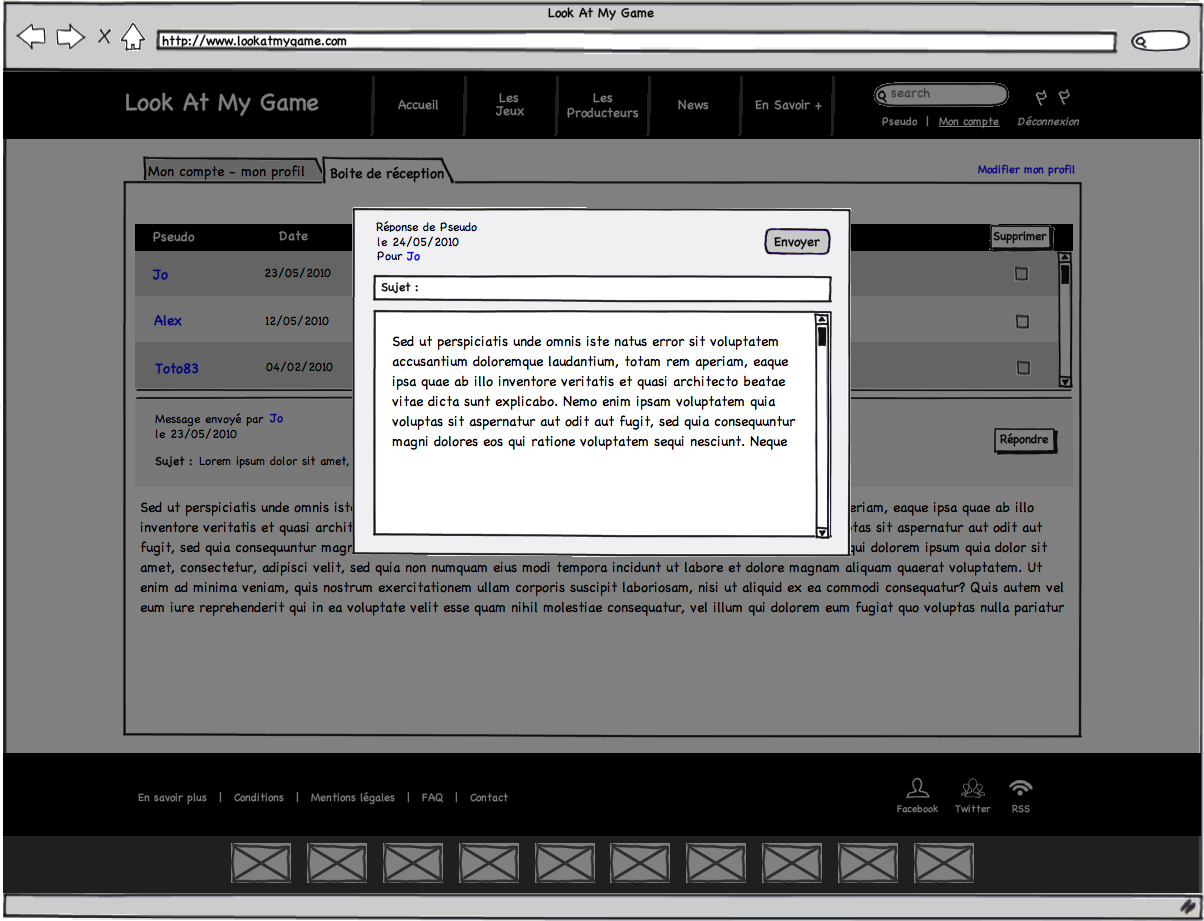 Look At My Game
http://www.lookatmygame.com
Look At My Game
Accueil
Les
Jeux
Les
Producteurs
News
En Savoir +
search
Pseudo | Mon compte
Déconnexion
Mon compte - mon profil
Boite de réception
Modifier mon profil
Pseudo
Date
Supprimer
Jo
23/05/2010
Alex
12/05/2010
Toto83
04/02/2010
Réponse de Pseudo
le 24/05/2010
Pour Jo
Envoyer
Sujet :
Sed ut perspiciatis unde omnis iste natus error sit voluptatem
accusantium doloremque laudantium, totam rem aperiam, eaque
ipsa quae ab illo inventore veritatis et quasi architecto beatae
vitae dicta sunt explicabo. Nemo enim ipsam voluptatem quia
voluptas sit aspernatur aut odit aut fugit, sed quia consequuntur
magni dolores eos qui ratione voluptatem sequi nesciunt. Neque
Message envoyé par Jo
le 23/05/2010
Sujet : Lorem ipsum dolor sit amet,
Répondre
Sed ut perspiciatis unde omnis iste eriam, eaque ipsa quae ab illo
inventore veritatis et quasi archit tas sit aspernatur aut odit aut
fugit, sed quia consequuntur magr qui dolorem ipsum quia dolor sit
amet, consectetur, adipisci velit, sed quia non numquam eius modi tempora incidunt ut labore et dolore magnam aliquam quaerat voluptatem. Ut
enim ad minima veniam, quis nostrum exercitationem ullam corporis suscipit laboriosam, nisi ut aliquid ex ea commodi consequatur? Quis autem vel
eum iure reprehenderit qui in ea voluptate velit esse quam nihil molestiae consequatur, vel illum qui dolorem eum fugiat quo voluptas nulla pariatur
En savoir plus | Conditions | Mentions légales | FAQ | Contact
Facebook
Twitter
RSS